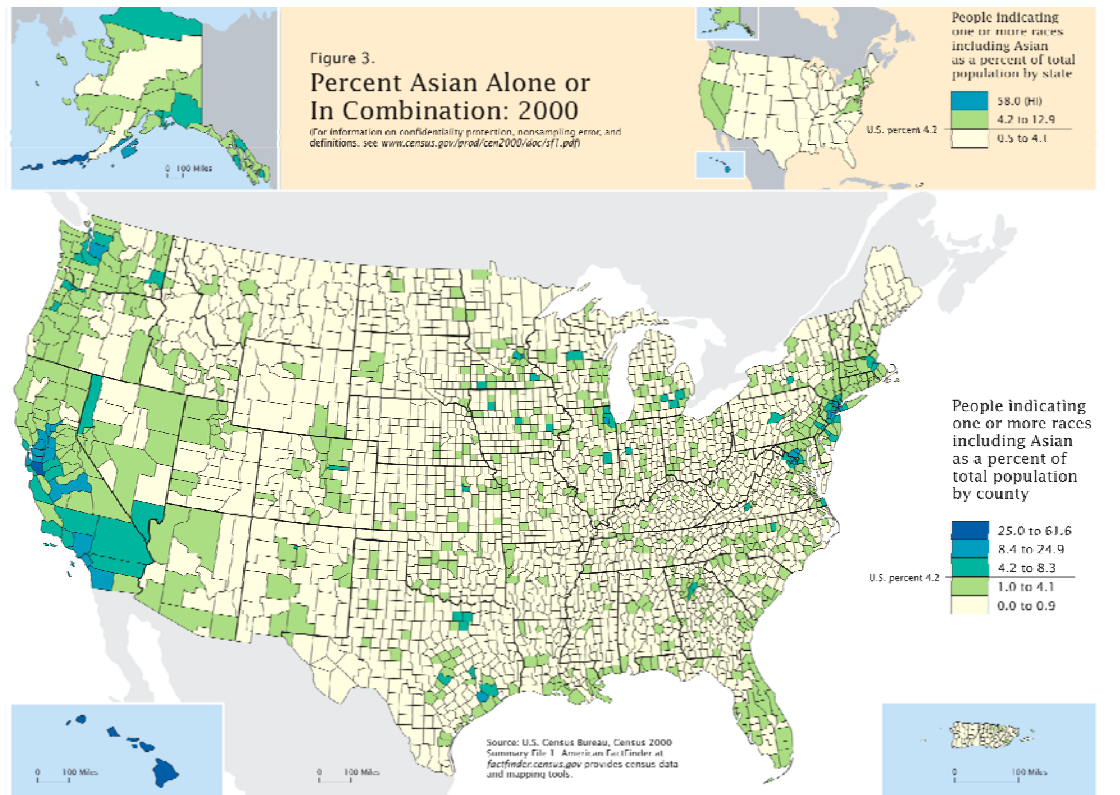 Figure 3.
Percent Asian Alone or
In Combination: 2000
(For information on confidentiality protection, nonsampling error, and
definitions, see www.census.gov/prod/cen2000/doc/sf1.pdf)
0 100 Miles
People indicating
one or more races
including Asian
as a percent of total
population by state
58.0 (HI)
4.2 to 12.9
U.S. percent 4.2
0.5 to 4.1
People indicating
one or more races
including Asian
as a percent of
total population
by county
25.0 to 61.6
8.4 to 24.9
4.2 to 8.3
U.S. percent 4.2
1.0 to 4.1
0.0 to 0.9
Source: U.S. Census Bureau, Census 2000
Summary File 1. American FactFinder at
factfinder.census.gov provides census data
and mapping tools.
0 100 Miles
0 100 Miles
0 100 Miles